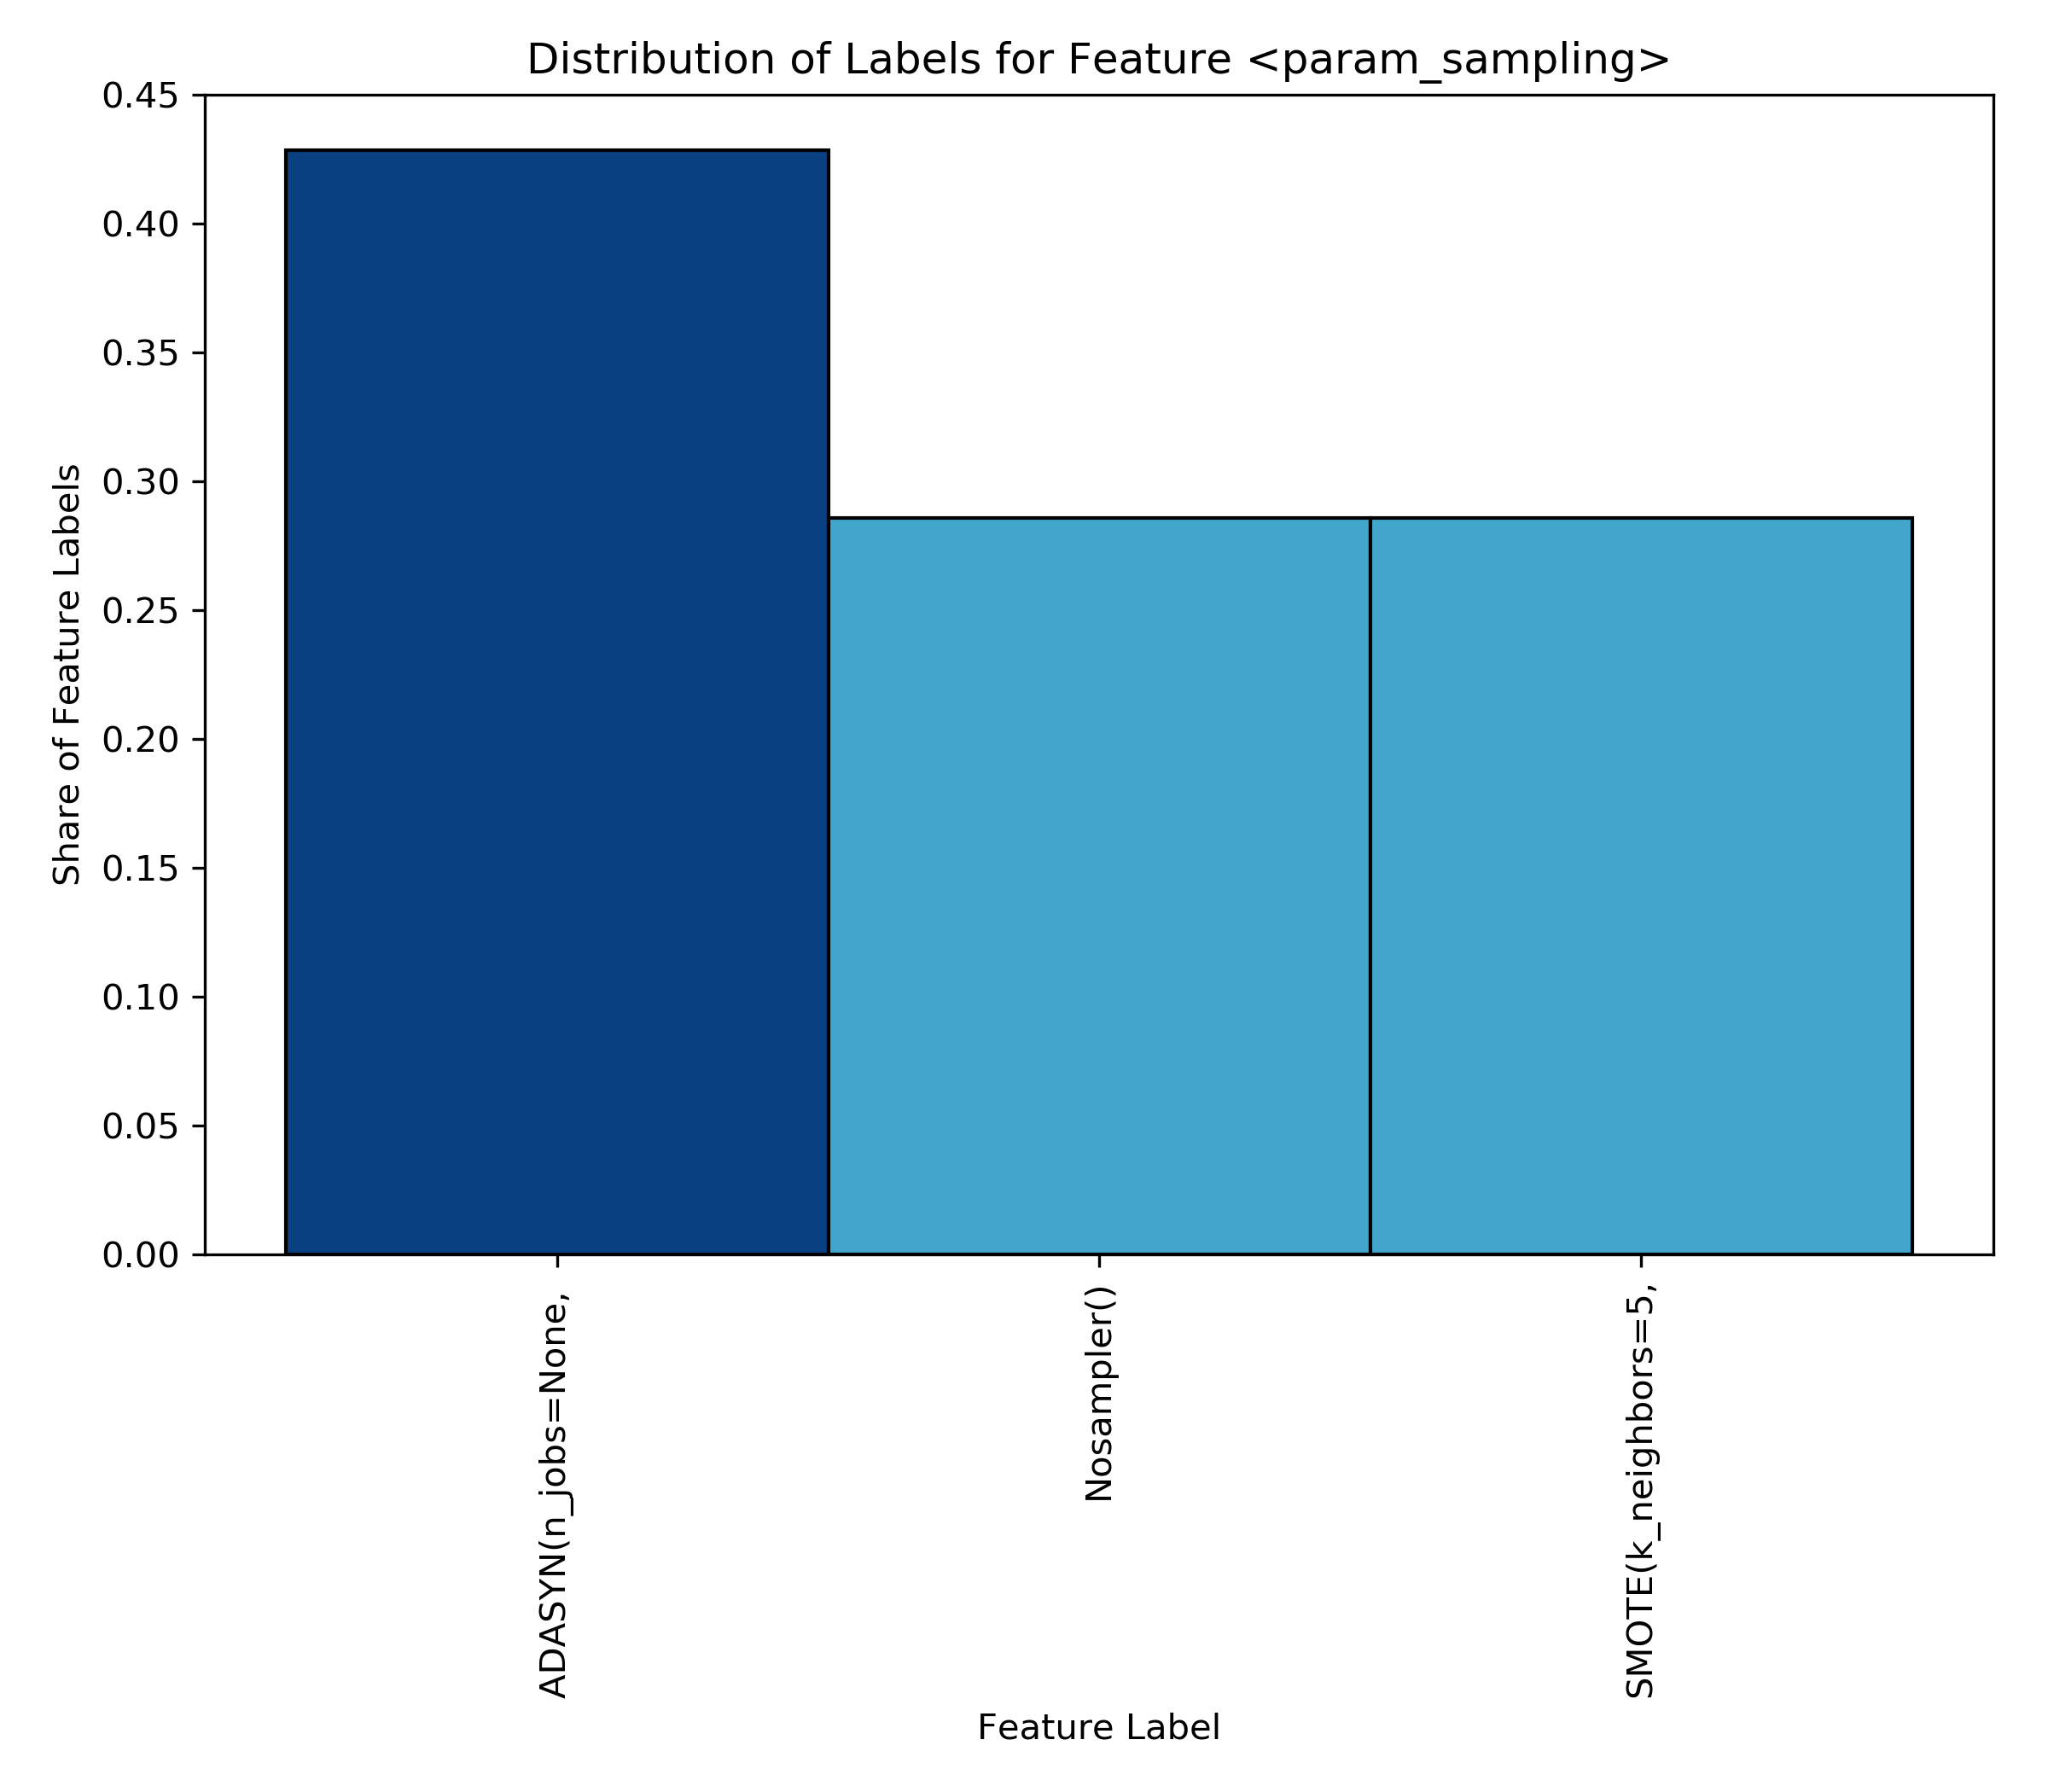 Distribution of Labels for Feature <param_sampling>
0.45
0.40
0.35
0.30
0.25
0.20
0.15
0.10
0.05
0.00
Share of Feature Labels
ADASYN(n_jobs=None,
Nosampler()
SMOTE(k_neighbors=5,
Feature Label